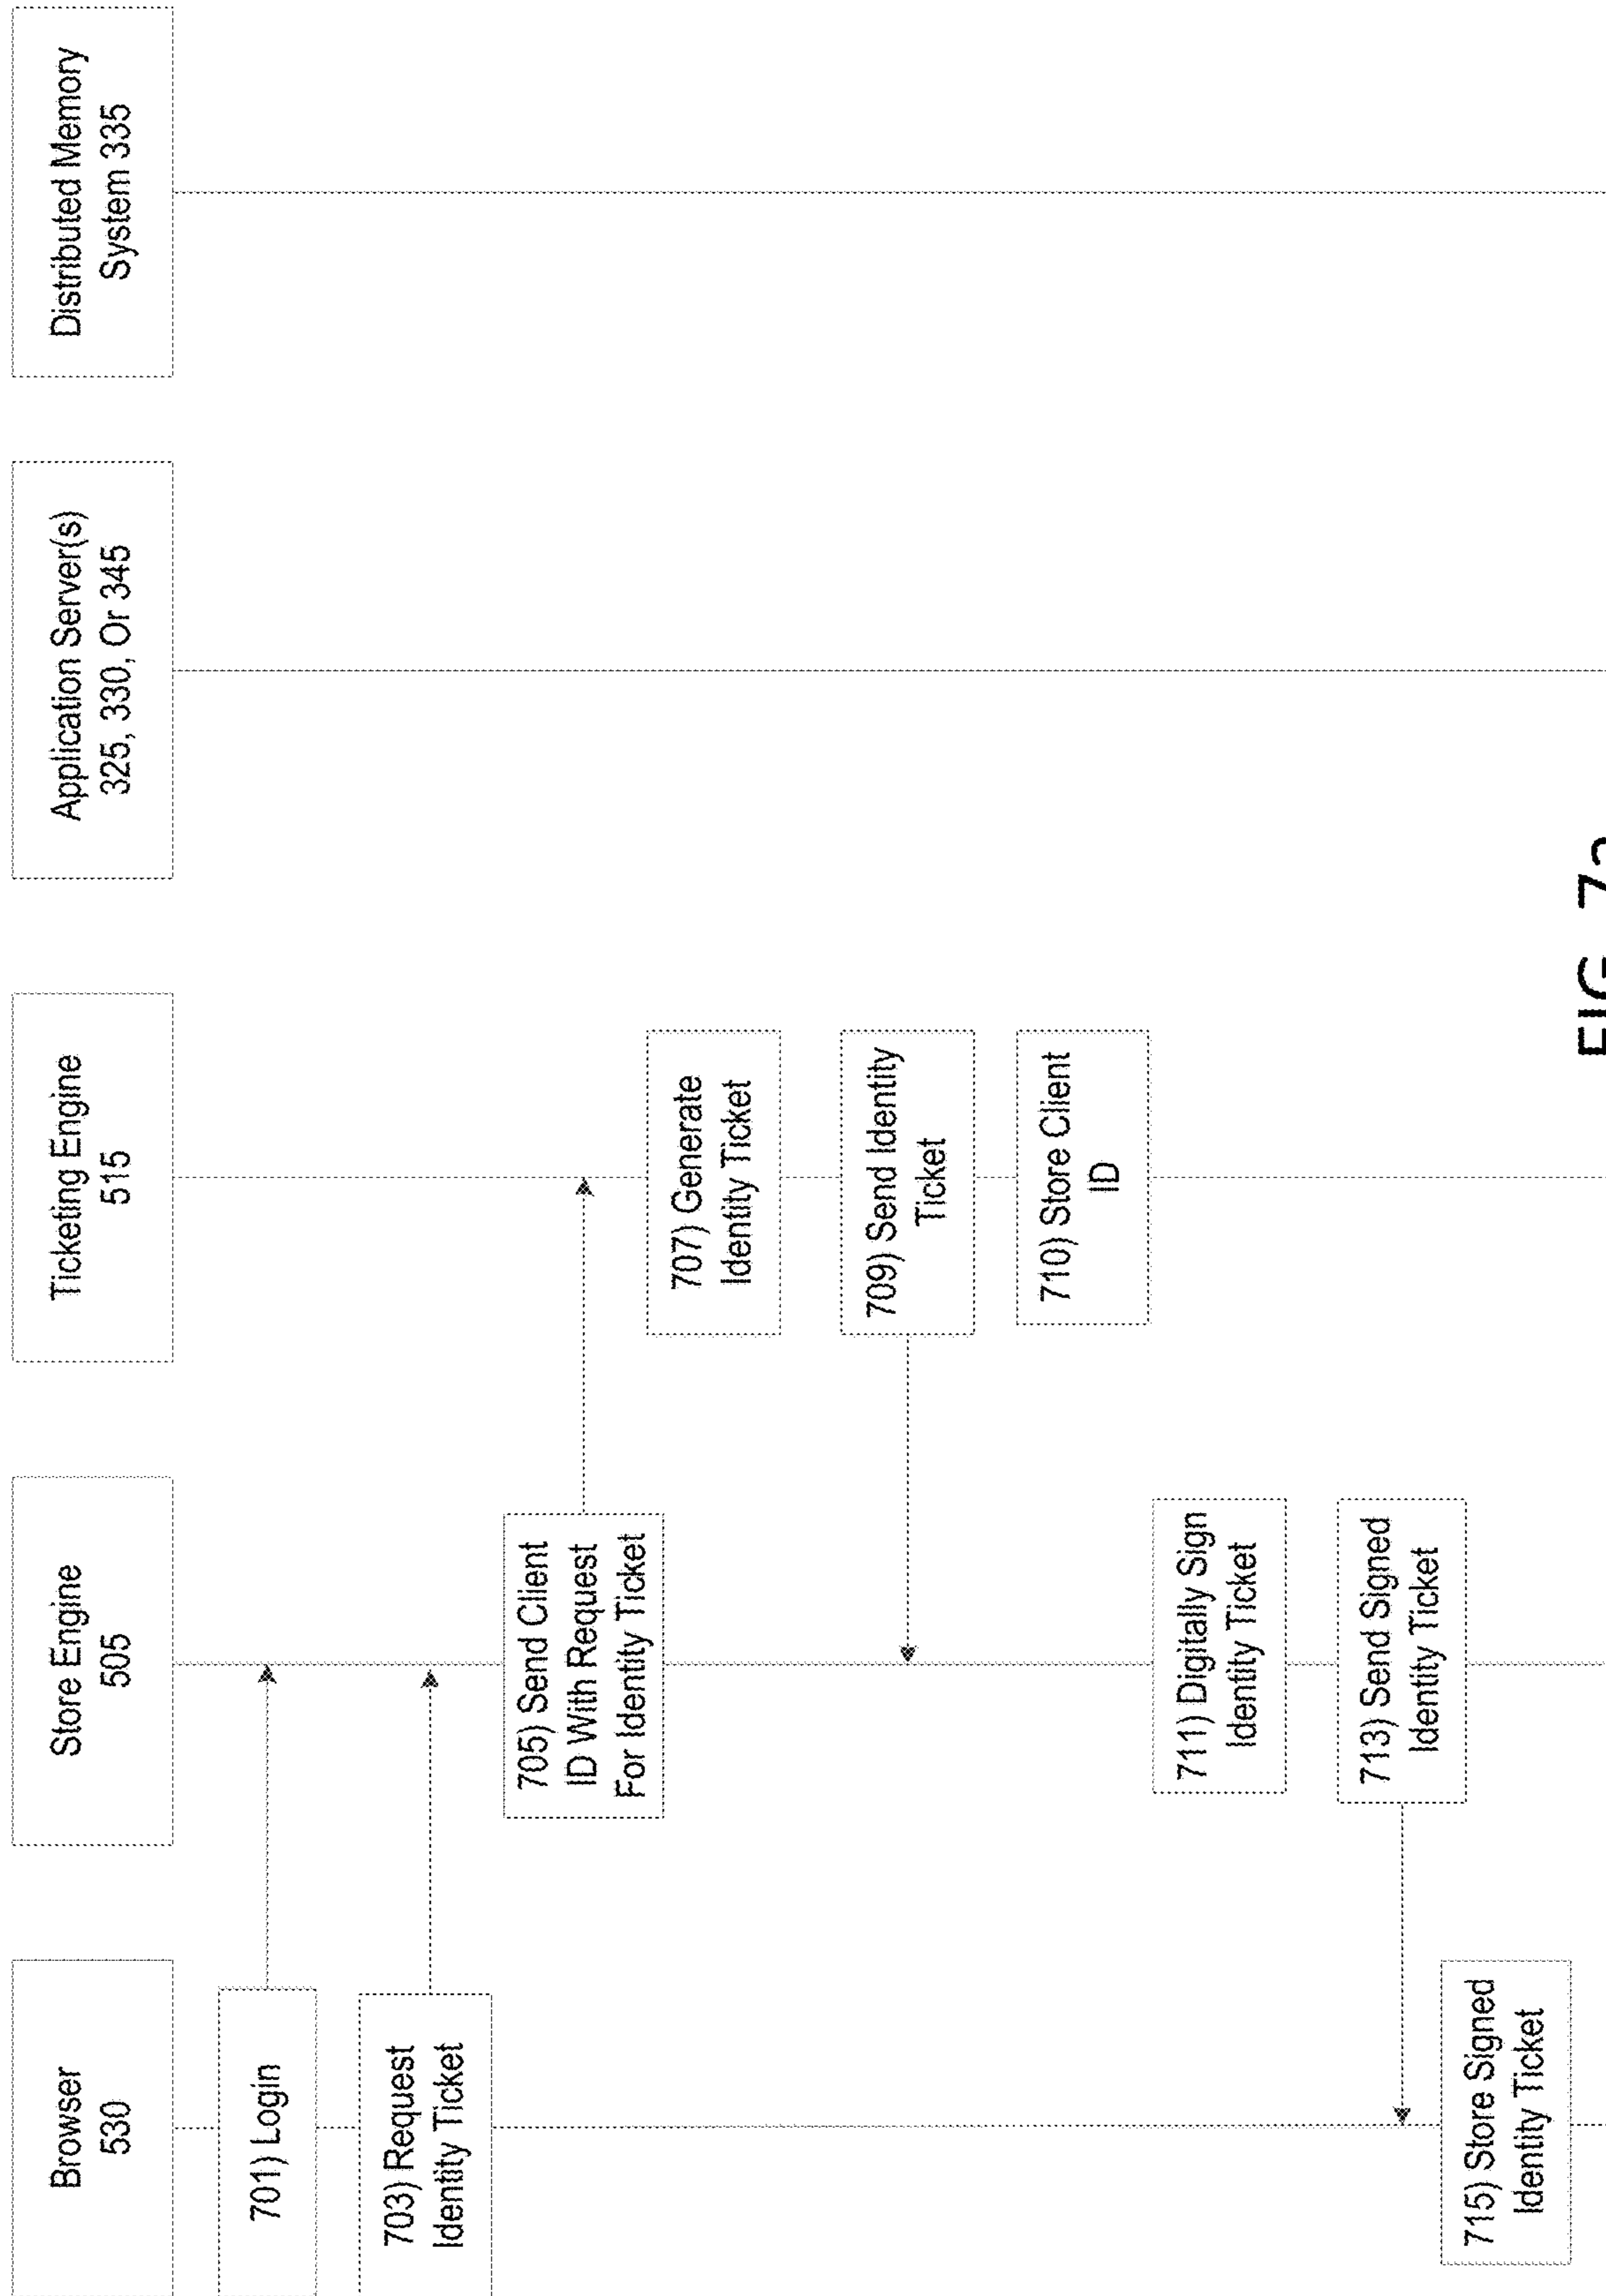 Browser
530
Store Engine
505
Ticketing Engine
515
Application Server(s)
325, 330, Or 345
Distributed Memory
System 335
701) Login
703) Request
Identity Ticket
705) Send Client
ID With Request
For Identity Ticket
707) Generate
Identity Ticket
709) Send Identity
Ticket
710) Store Client
ID
711) Digitally Sign
Identity Ticket
713) Send Signed
Identity Ticket
715) Store Signed
Identity Ticket
FIG. 7a